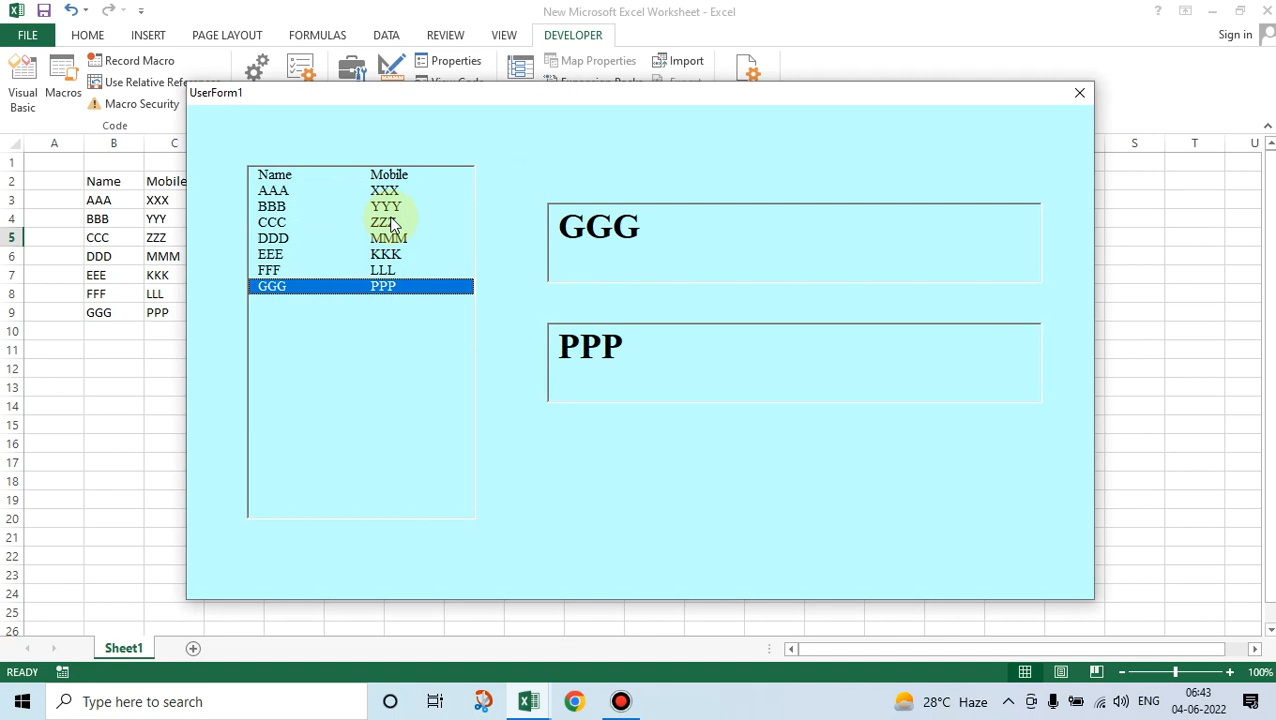 New Microsoft Excel Worksheet - Excel
FILE HOME INSERT PAGE LAYOUT FORMULAS DATA REVIEW VIEW DEVELOPER Sign in
Record Macro Properties Map Properties Import
Use Relative
Macro Security
Visual Basic
Macros
Code
UserForm1
A B C S T U
1
2 Name Mobile
3 AAA XXX
4 BBB YYY
5 CCC ZZZ
6 DDD MMM
7 EEE KKK
8 FFF LLL
9 GGG PPP
10
11
12
13
14
15
16
17
18
19
20
21
22
23
24
25
26
Name Mobile
AAA XXX
BBB YYY
CCC ZZZ
DDD MMM
EEE KKK
FFF LLL
GGG PPP
GGG
PPP
Sheet1
READY 100%
Type here to search
28°C Haze ENG 06:43
04-06-2022